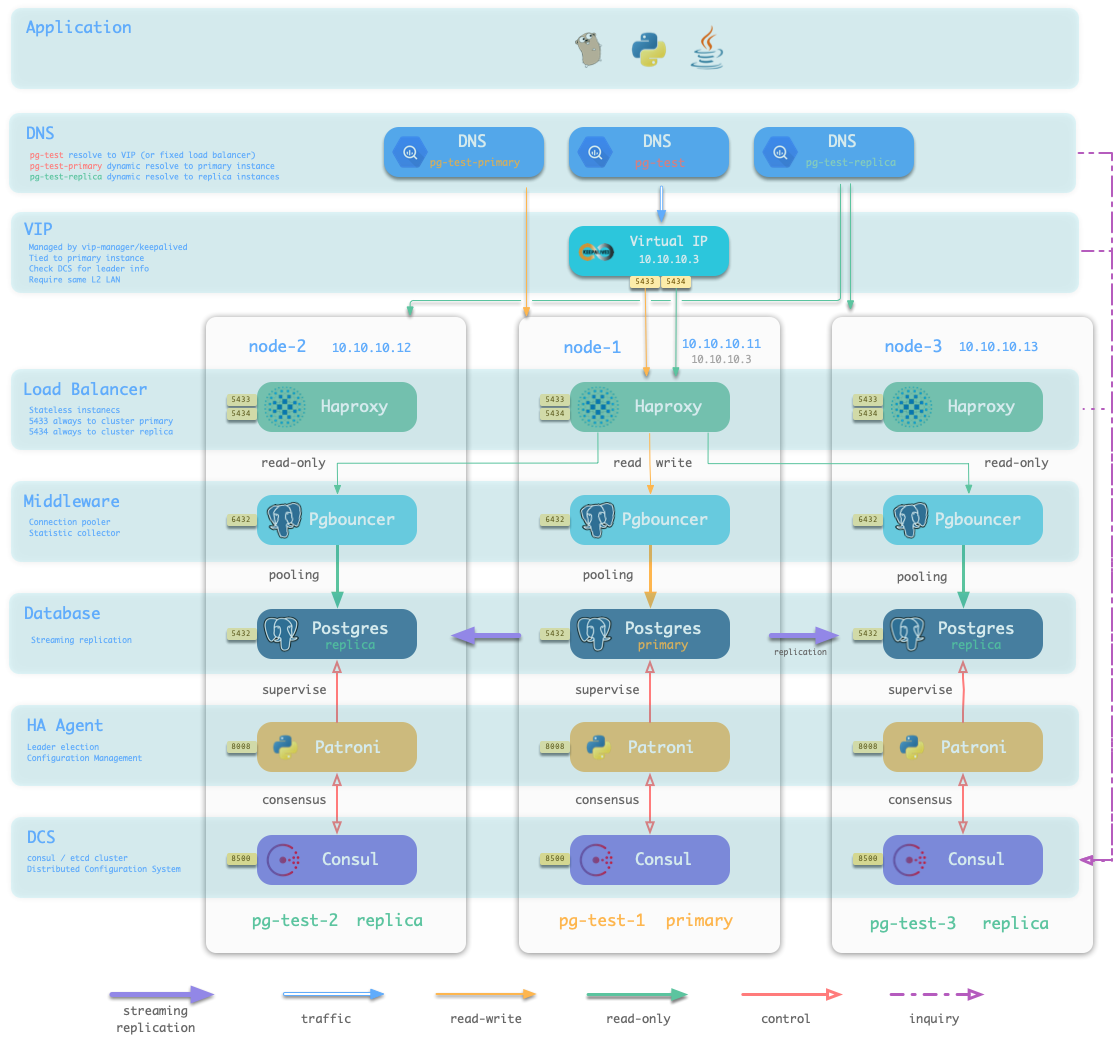 Application
DNS
pg-test resolve to VIP (or fixed load balancer)
pg-test-primary dynamic resolve to primary instance
pg-test-replica dynamic resolve to replica instances
DNS
pg-test-primary
DNS
pg-test
DNS
pg-test-replica
VIP
Managed by vip-manager/keepalived
Tied to primary instance
Check DCS for leader info
Require same L2 LAN
KEEPALIVED
Virtual IP
10.10.10.3
5433 5434
node-2 10.10.10.12
node-1 10.10.10.11
10.10.10.3
node-3 10.10.10.13
Load Balancer
Stateless instanecs
5433 always to cluster primary
5434 always to cluster replica
5433
5434
Haproxy
5433
5434
Haproxy
5433
5434
Haproxy
read-only
read write
read-only
Middleware
Connection pooler
Statistic collector
6432 Pgbouncer
6432 Pgbouncer
6432 Pgbouncer
pooling
pooling
pooling
Database
Streaming replication
5432 Postgres
replica
5432 Postgres
primary
replication
5432 Postgres
replica
supervise
supervise
supervise
HA Agent
Leader election
Configuration Management
8008 Patroni
8008 Patroni
8008 Patroni
consensus
consensus
consensus
DCS
consul / etcd cluster
Distributed Configuration System
8500 Consul
8500 Consul
8500 Consul
pg-test-2 replica
pg-test-1 primary
pg-test-3 replica
streaming
replication
traffic
read-write
read-only
control
inquiry